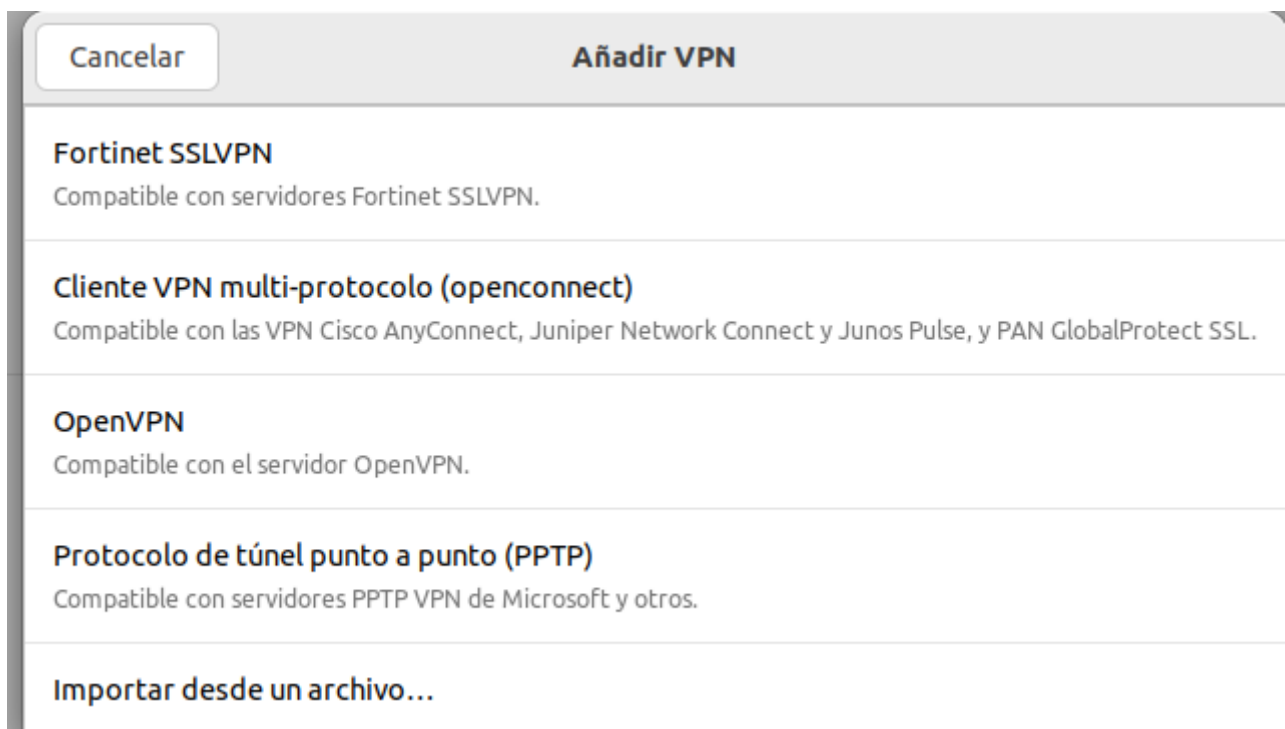 Cancelar
Añadir VPN
Fortinet SSLVPN
Compatible con servidores Fortinet SSLVPN.
Cliente VPN multi-protocolo (openconnect)
Compatible con las VPN Cisco AnyConnect, Juniper Network Connect y Junos Pulse, y PAN GlobalProtect SSL.
OpenVPN
Compatible con el servidor OpenVPN.
Protocolo de túnel punto a punto (PPTP)
Compatible con servidores PPTP VPN de Microsoft y otros.
Importar desde un archivo…